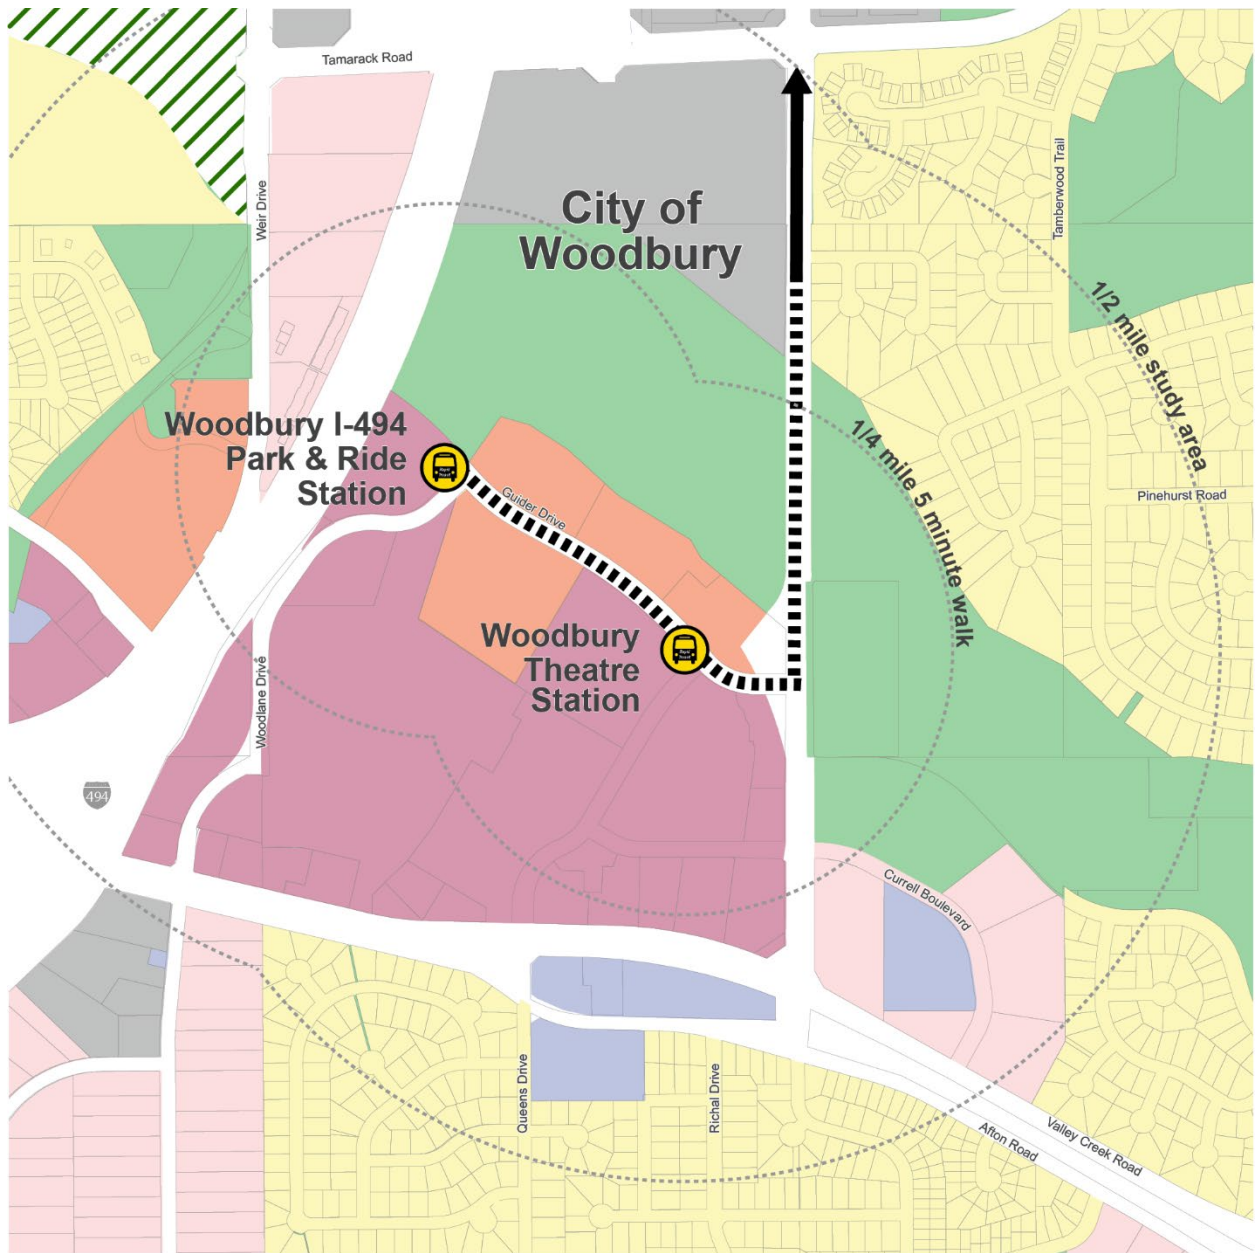 Tamarack Road
Weir Drive
City of
Woodbury
Tamberwood Trail
1/2 mile study area
Woodbury I-494
Park & Ride
Station
1/4 mile 5 minute walk
Guider Drive
Pinehurst Road
Woodbury
Theatre
Station
Woodlane Drive
494
Currell Boulevard
Queens Drive
Richal Drive
Afton Road
Valley Creek Road